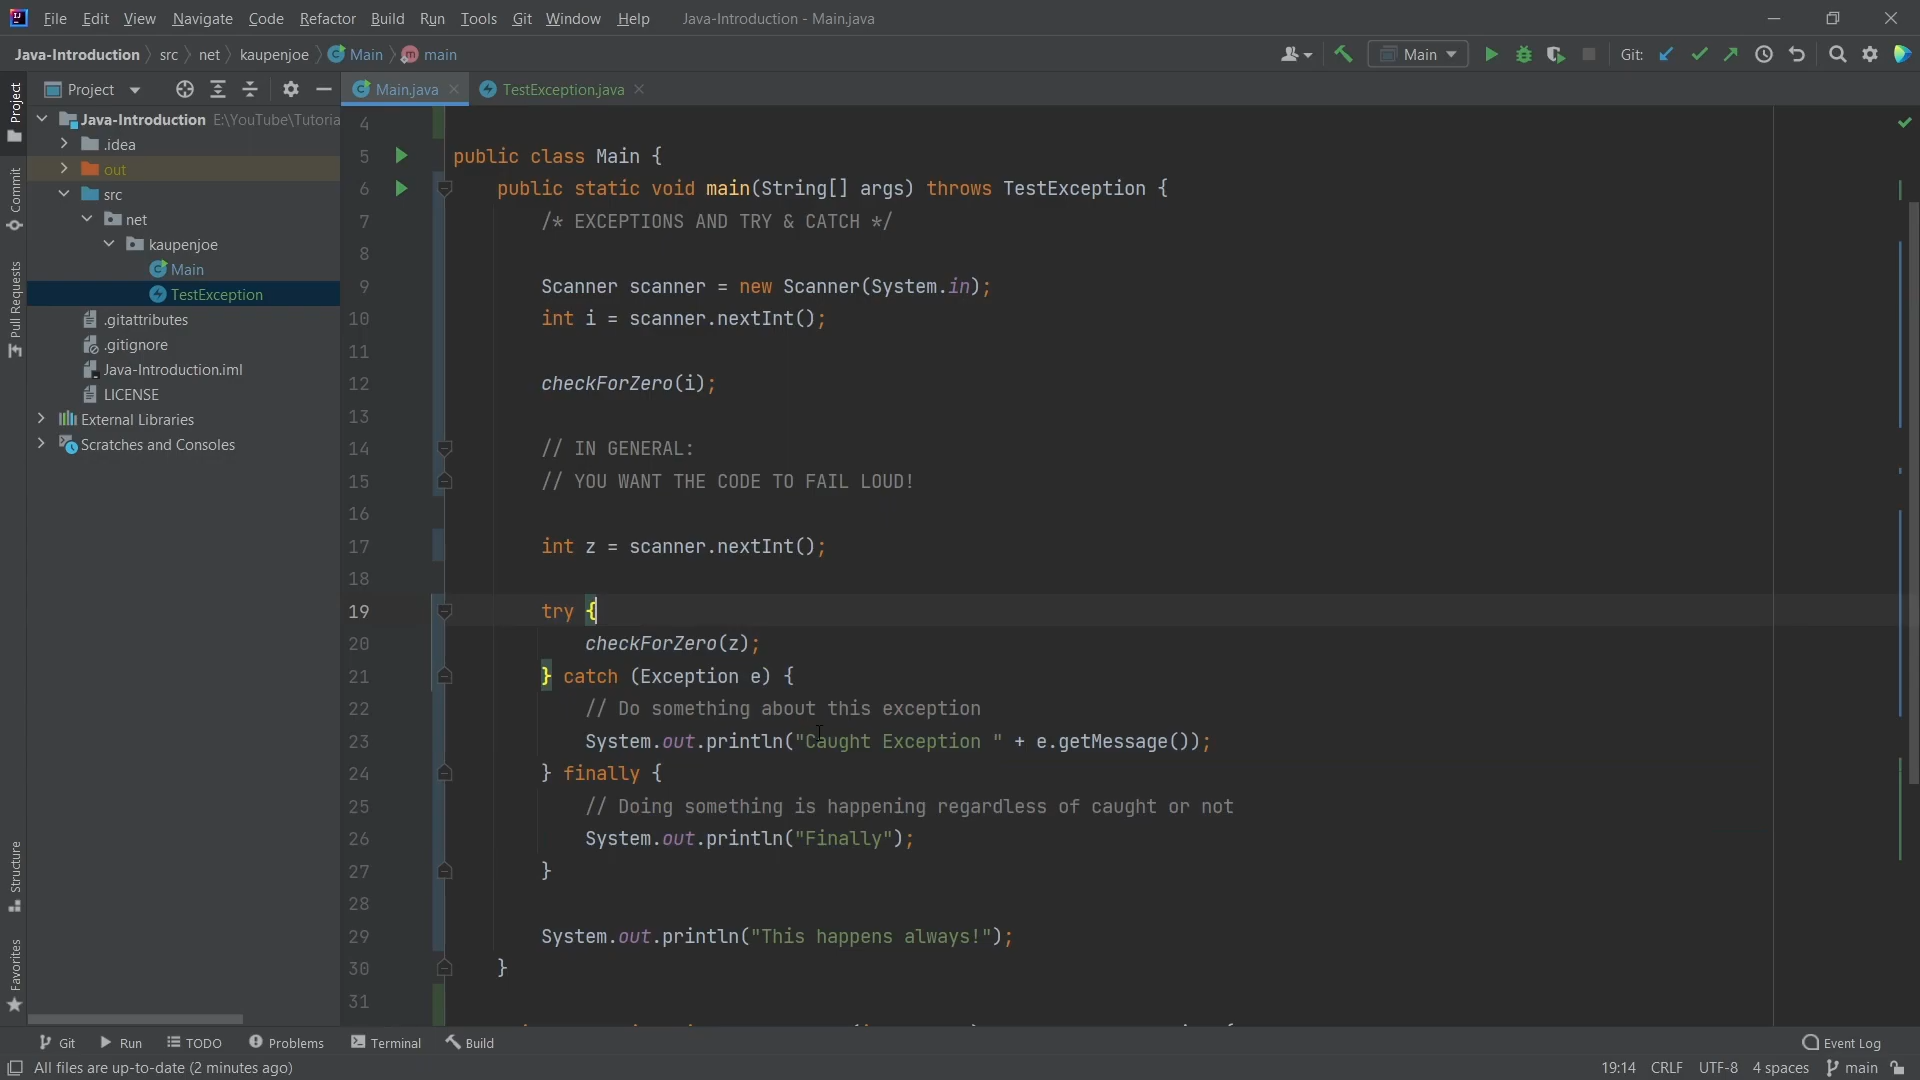 File Edit View Navigate Code Refactor Build Run Tools Git Window Help Java-Introduction - Main.java
Java-Introduction src net kaupenjoe Main main
Main Git:
Project
Main.java TestException.java
Project
Commit
Pull Requests
Structure
Favorites
Java-Introduction E:\YouTube\Tutoria
.idea
out
src
net
kaupenjoe
Main
TestException
.gitattributes
.gitignore
Java-Introduction.iml
LICENSE
External Libraries
Scratches and Consoles
4
5 public class Main {
6 public static void main(String[] args) throws TestException {
7 /* EXCEPTIONS AND TRY & CATCH */
8
9 Scanner scanner = new Scanner(System.in);
10 int i = scanner.nextInt();
11
12 checkForZero(i);
13
14 // IN GENERAL:
15 // YOU WANT THE CODE TO FAIL LOUD!
16
17 int z = scanner.nextInt();
18
19 try {
20 checkForZero(z);
21 } catch (Exception e) {
22 // Do something about this exception
23 System.out.println("Caught Exception " + e.getMessage());
24 } finally {
25 // Doing something is happening regardless of caught or not
26 System.out.println("Finally");
27 }
28
29 System.out.println("This happens always!");
30 }
31
Git Run TODO Problems Terminal Build Event Log
All files are up-to-date (2 minutes ago) 19:14 CRLF UTF-8 4 spaces main